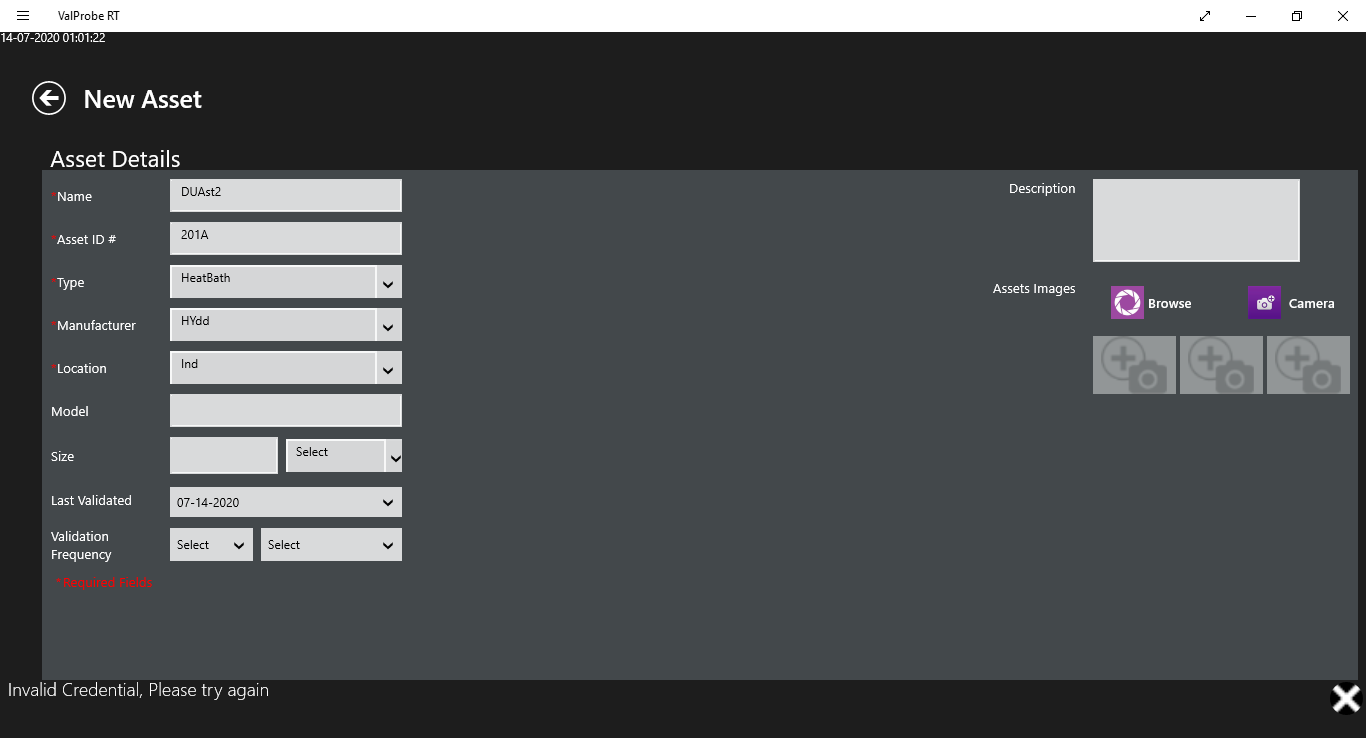 ValProbe RT
14-07-2020 01:01:22
New Asset
Asset Details
*Name
DUAst2
*Asset ID #
201A
*Type
HeatBath
*Manufacturer
HYdd
*Location
Ind
Model
Size
Select
Last Validated
07-14-2020
Validation
Frequency
Select
Select
*Required Fields
Description
Assets Images
Browse
Camera
Invalid Credential, Please try again